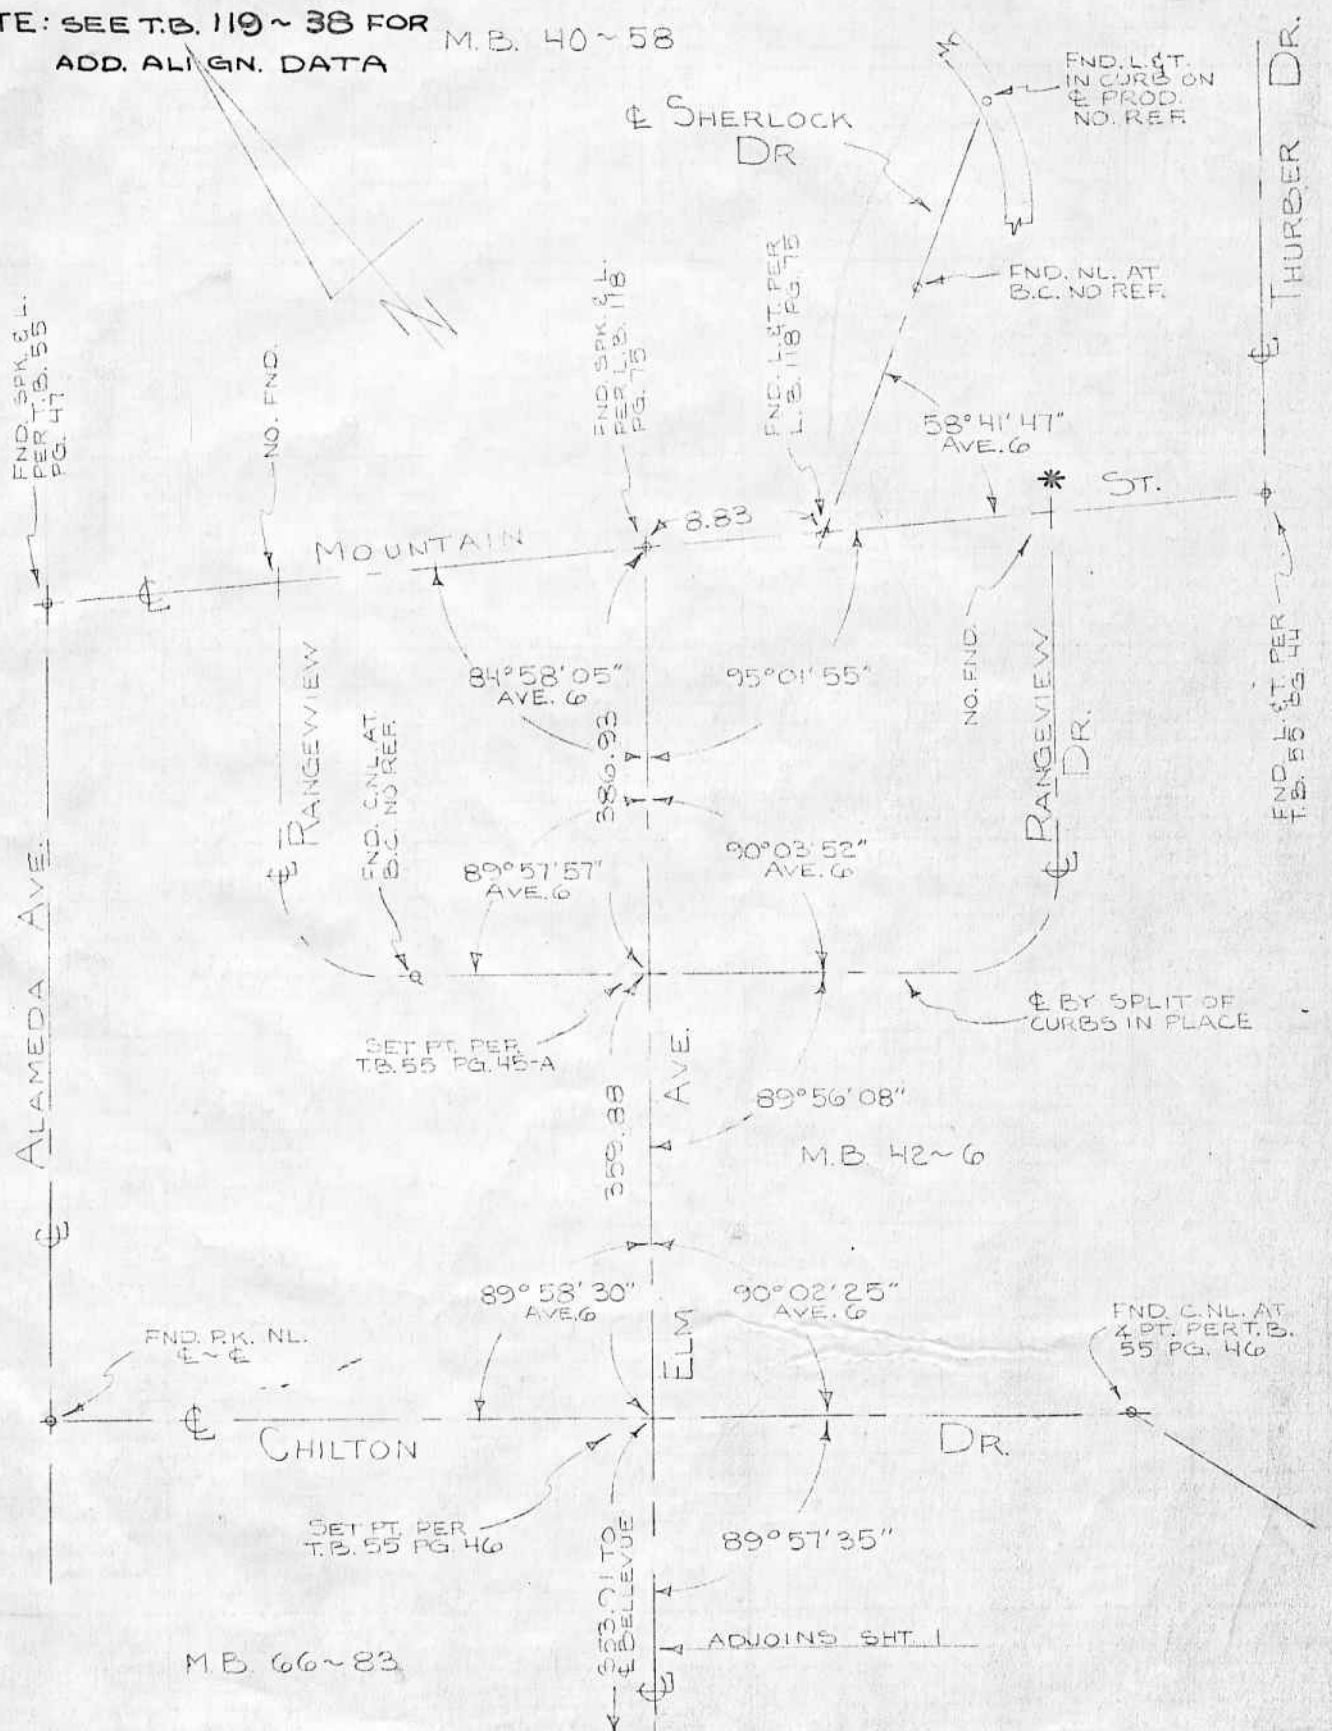 TE: SEE T.B. 119 ~ 38 FOR
ADD. ALIGN. DATA
M.B. 40 ~ 58
℄ SHERLOCK
DR
FND. L.&T.
IN CURB ON
℄ PROD.
NO. REF.
THURBER DR.
℄
FND. NL. AT
B.C. NO REF.
FND. SPK. & L.
PER T.B. 55
PG. 47
NO. FND.
FND. SPK. & L.
PER L.B. 118
PG. 75
FND. L.&T. PER
L.B. 118 PG. 75
58°41'47"
AVE. 6
N
℄ MOUNTAIN
8.83
* ST.
84°58'05"
AVE. 6
95°01'55"
386.93
℄ RANGEWIEW
FND. C.NL. AT
B.C. NO REF.
NO. FND.
℄ RANGEVIEW
DR.
FND. L.&T. PER
T.B. 55 PG. 44
89°57'57"
AVE. 6
90°03'52"
AVE. 6
℄ ALAMEDA AVE.
SET PT. PER
T.B. 55 PG. 45-A
℄ BY SPLIT OF
CURBS IN PLACE
359.88
89°56'08"
M.B. 42 ~ 6
℄ ELM AVE.
89°58'30"
AVE. 6
90°02'25"
AVE. 6
FND. P.K. NL.
℄ ~ ℄
FND. C.NL. AT
∠ PT. PER T.B.
55 PG. 46
℄ CHILTON DR.
SET PT. PER
T.B. 55 PG. 46
89°57'35"
TO
℄ BELLEVUE
ADJOINS SHT. 1
M.B. 66 ~ 83